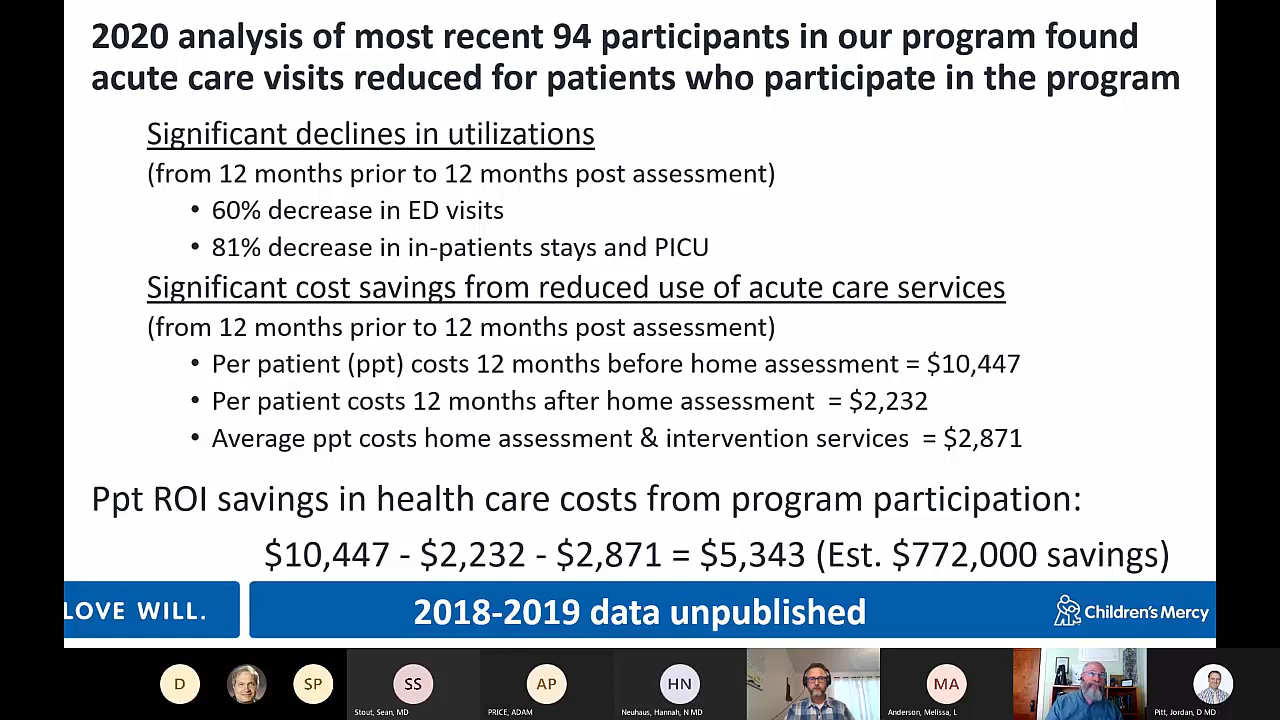 2020 analysis of most recent 94 participants in our program found
acute care visits reduced for patients who participate in the program
Significant declines in utilizations
(from 12 months prior to 12 months post assessment)
• 60% decrease in ED visits
• 81% decrease in in-patients stays and PICU
Significant cost savings from reduced use of acute care services
(from 12 months prior to 12 months post assessment)
• Per patient (ppt) costs 12 months before home assessment = $10,447
• Per patient costs 12 months after home assessment = $2,232
• Average ppt costs home assessment & intervention services = $2,871
Ppt ROI savings in health care costs from program participation:
$10,447 - $2,232 - $2,871 = $5,343 (Est. $772,000 savings)
LOVE WILL.
2018-2019 data unpublished
Children's Mercy
D
SP
SS
AP
HN
MA
Stout, Sean, MD
PRICE, ADAM
Neuhaus, Hannah, N MD
Anderson, Melissa, L
Pitt, Jordan, D MD